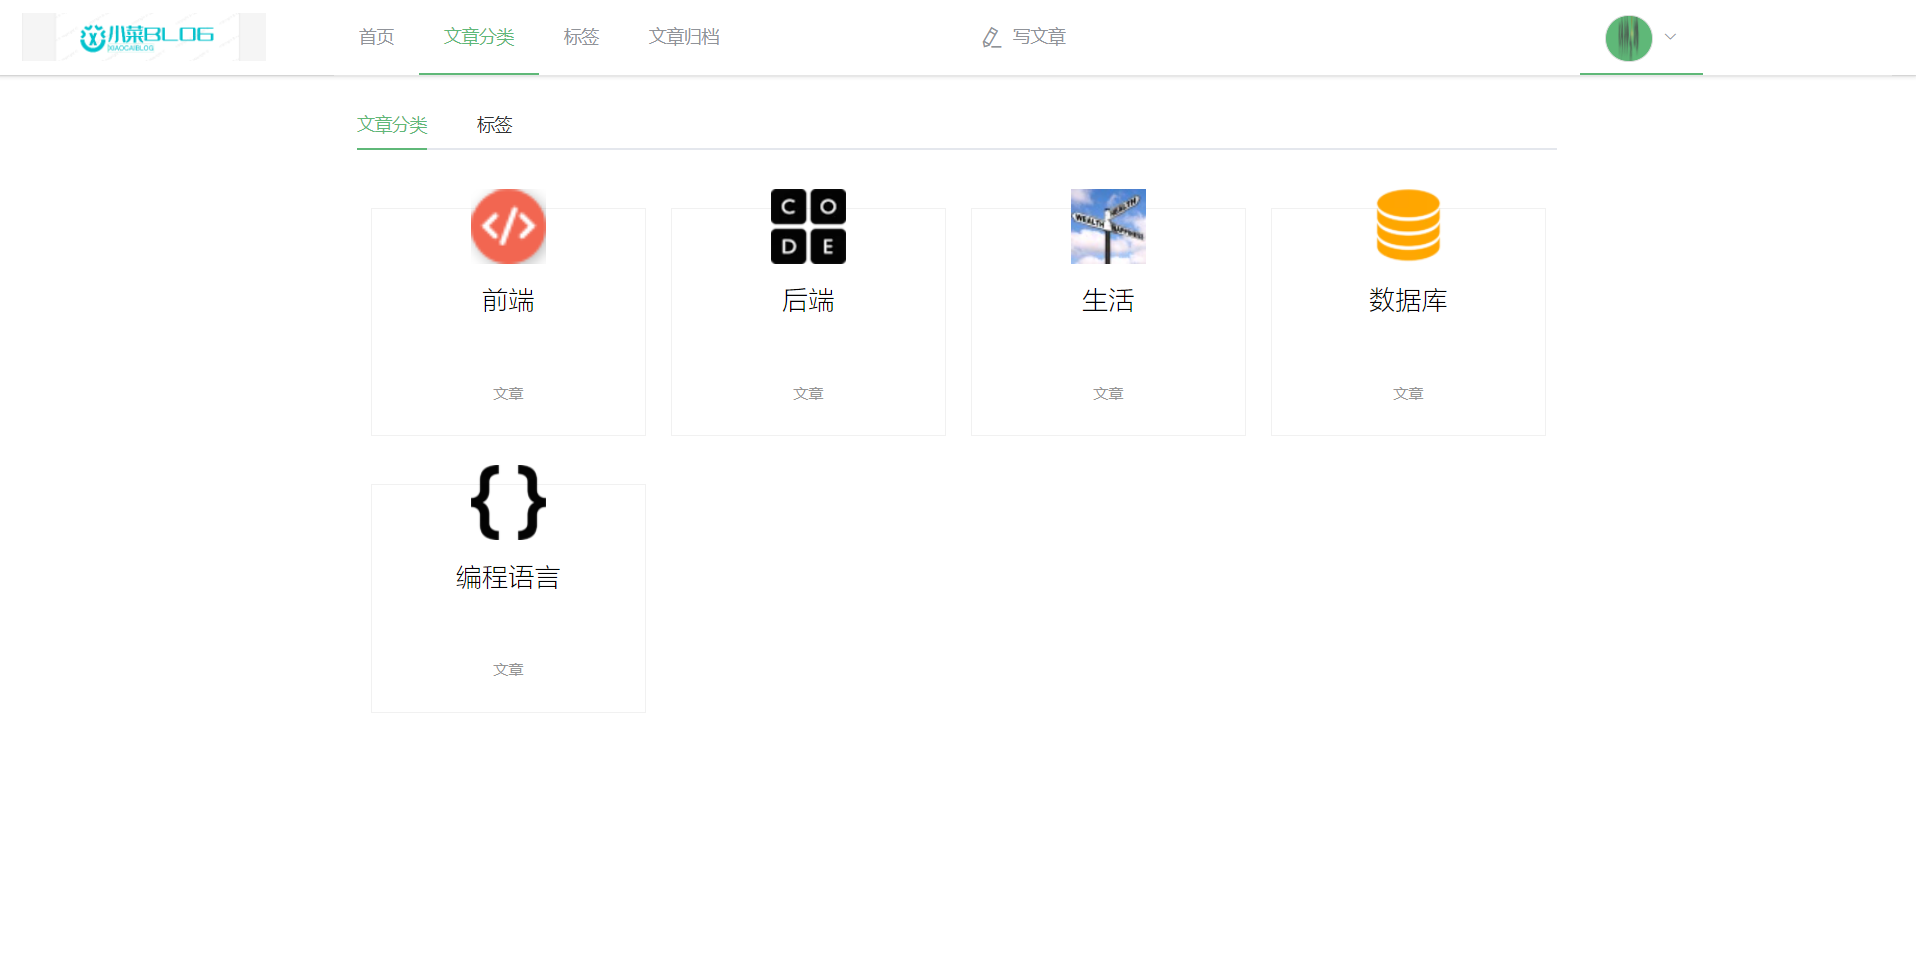 小菜BLOG
XIAOCAIBLOG
首页 文章分类 标签 文章归档 写文章
文章分类 标签
C O
D E
WEALTH HEALTH
HAPPINESS
前端 后端 生活 数据库
文章 文章 文章 文章
编程语言
文章